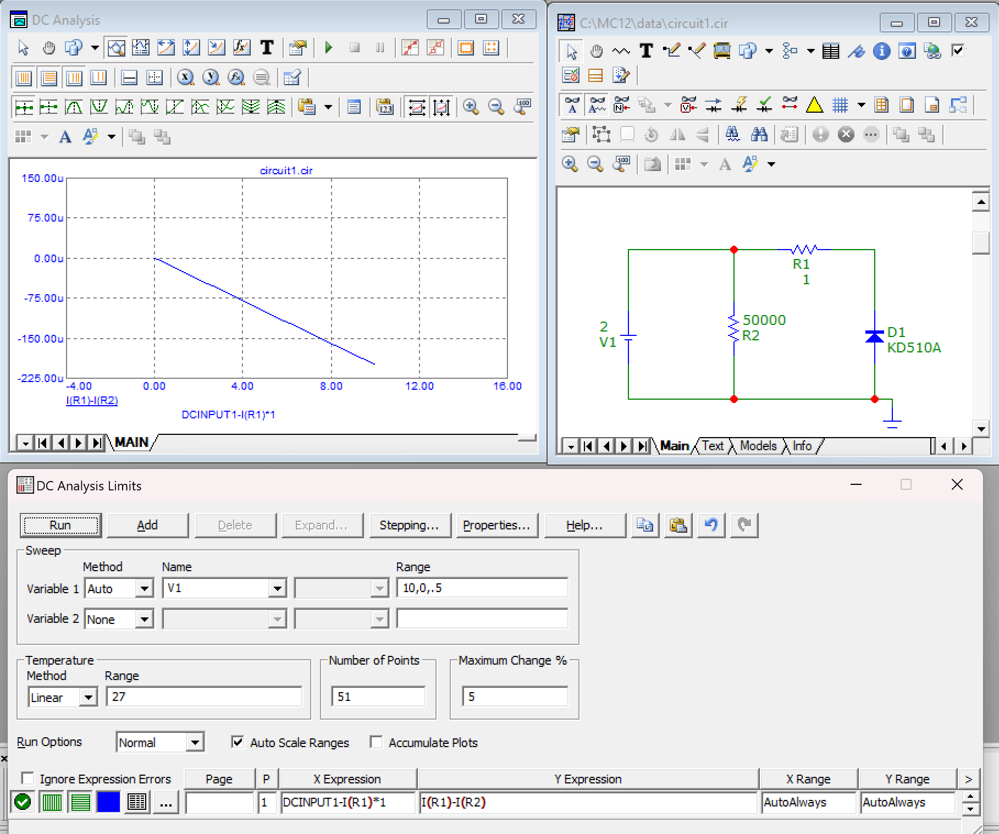 DC Analysis
circuit1.cir
150.00u
75.00u
0.00u
-75.00u
-150.00u
-225.00u
-4.00 0.00 4.00 8.00 12.00 16.00
I(R1)-I(R2)
DCINPUT1-I(R1)*1
MAIN
C:\MC12\data\circuit1.cir
R1
1
50000
R2
2
V1
D1
KD510A
Main Text Models Info
DC Analysis Limits
Run Add Delete Expand... Stepping... Properties... Help...
Sweep
Method Name Range
Variable 1 Auto V1 10,0,.5
Variable 2 None
Temperature Number of Points Maximum Change %
Method Range
Linear 27 51 5
Run Options Normal Auto Scale Ranges Accumulate Plots
Ignore Expression Errors Page P X Expression Y Expression X Range Y Range >
... 1 DCINPUT1-I(R1)*1 I(R1)-I(R2) AutoAlways AutoAlways